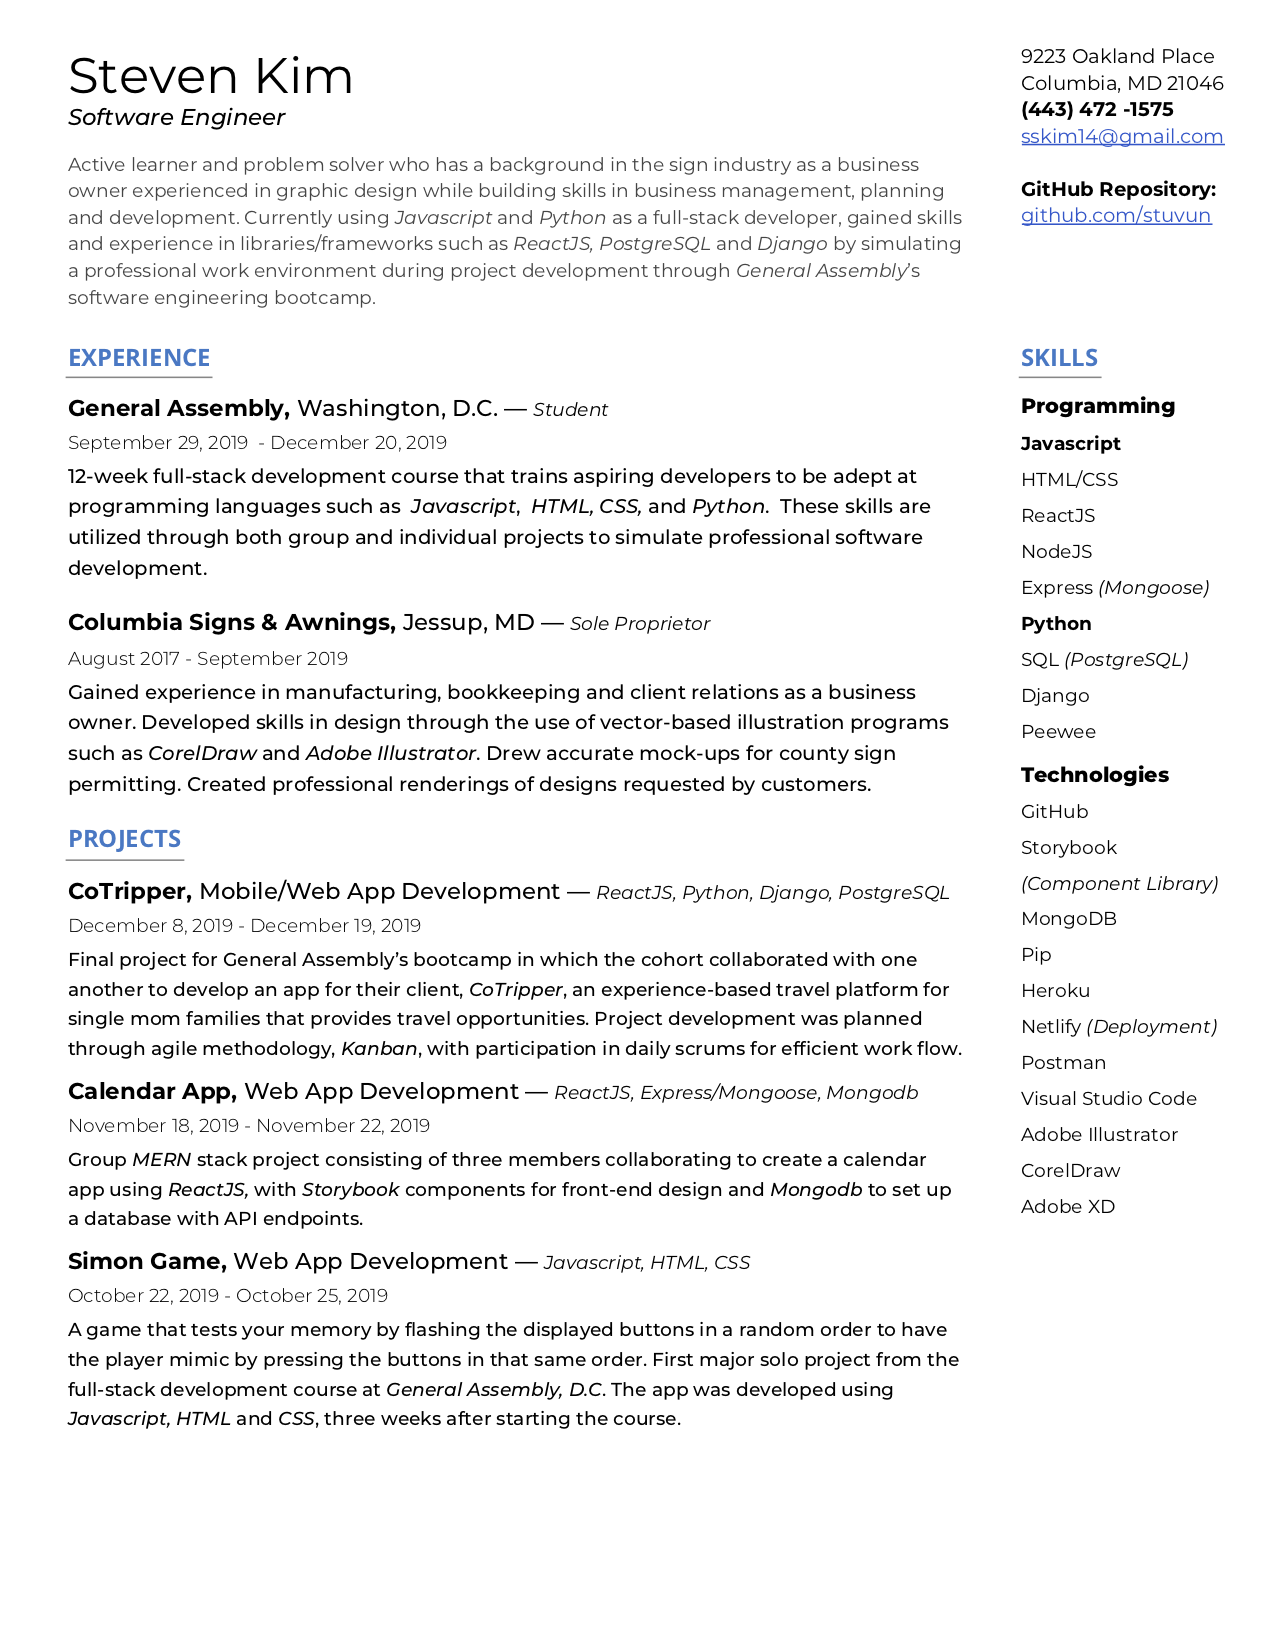 Steven Kim
Software Engineer
Active learner and problem solver who has a background in the sign industry as a business
owner experienced in graphic design while building skills in business management, planning
and development. Currently using Javascript and Python as a full-stack developer, gained skills
and experience in libraries/frameworks such as ReactJS, PostgreSQL and Django by simulating
a professional work environment during project development through General Assembly’s
software engineering bootcamp.
9223 Oakland Place
Columbia, MD 21046
(443) 472 -1575
sskim14@gmail.com
GitHub Repository:
github.com/stuvun
EXPERIENCE
General Assembly, Washington, D.C. — Student
September 29, 2019  - December 20, 2019
12-week full-stack development course that trains aspiring developers to be adept at
programming languages such as  Javascript,  HTML, CSS, and Python.  These skills are
utilized through both group and individual projects to simulate professional software
development.
Columbia Signs & Awnings, Jessup, MD — Sole Proprietor
August 2017 - September 2019
Gained experience in manufacturing, bookkeeping and client relations as a business
owner. Developed skills in design through the use of vector-based illustration programs
such as CorelDraw and Adobe Illustrator. Drew accurate mock-ups for county sign
permitting. Created professional renderings of designs requested by customers.
PROJECTS
CoTripper, Mobile/Web App Development — ReactJS, Python, Django, PostgreSQL
December 8, 2019 - December 19, 2019
Final project for General Assembly’s bootcamp in which the cohort collaborated with one
another to develop an app for their client, CoTripper, an experience-based travel platform for
single mom families that provides travel opportunities. Project development was planned
through agile methodology, Kanban, with participation in daily scrums for efficient work flow.
Calendar App, Web App Development — ReactJS, Express/Mongoose, Mongodb
November 18, 2019 - November 22, 2019
Group MERN stack project consisting of three members collaborating to create a calendar
app using ReactJS, with Storybook components for front-end design and Mongodb to set up
a database with API endpoints.
Simon Game, Web App Development — Javascript, HTML, CSS
October 22, 2019 - October 25, 2019
A game that tests your memory by flashing the displayed buttons in a random order to have
the player mimic by pressing the buttons in that same order. First major solo project from the
full-stack development course at General Assembly, D.C. The app was developed using
Javascript, HTML and CSS, three weeks after starting the course.
SKILLS
Programming
Javascript
HTML/CSS
ReactJS
NodeJS
Express (Mongoose)
Python
SQL (PostgreSQL)
Django
Peewee
Technologies
GitHub
Storybook
(Component Library)
MongoDB
Pip
Heroku
Netlify (Deployment)
Postman
Visual Studio Code
Adobe Illustrator
CorelDraw
Adobe XD